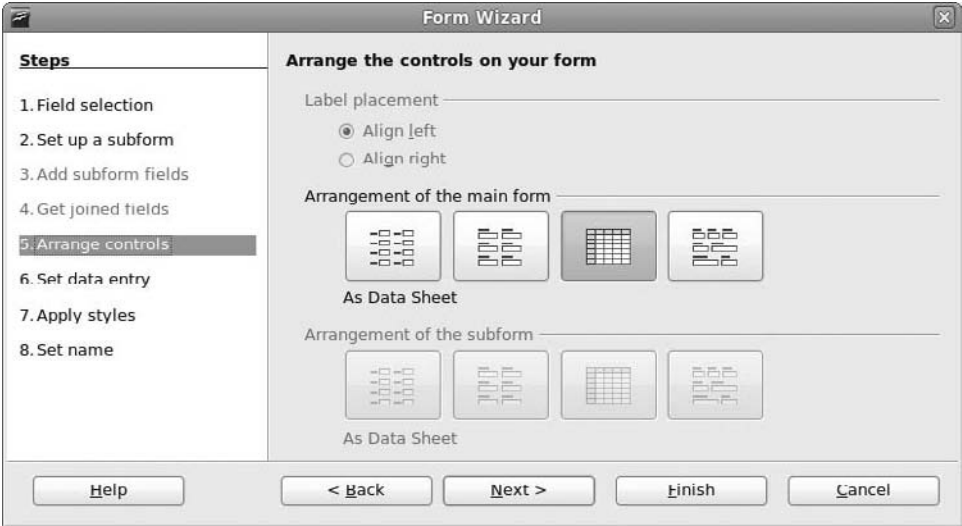 Form Wizard
Steps
1. Field selection
2. Set up a subform
3. Add subform fields
4. Get joined fields
5. Arrange controls
6. Set data entry
7. Apply styles
8. Set name
Arrange the controls on your form
Label placement
Align left
Align right
Arrangement of the main form
As Data Sheet
Arrangement of the subform
As Data Sheet
Help
< Back
Next >
Finish
Cancel